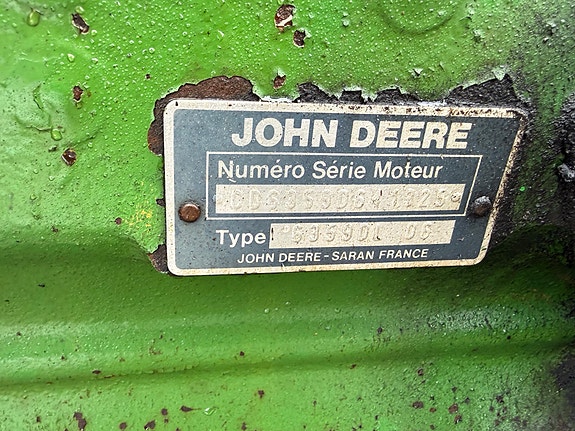 JOHN DEERE
Numéro Série Moteur
Type
JOHN DEERE - SARAN FRANCE